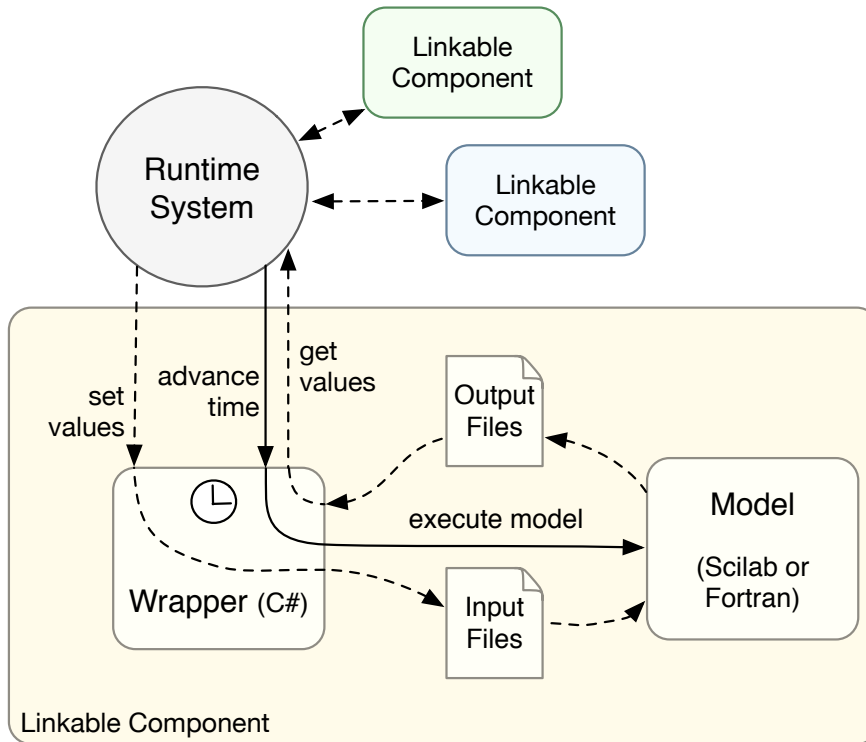 Linkable
Component
Runtime
System
Linkable
Component
set
values
advance
time
get
values
Output
Files
execute model
Model
(Scilab or
Fortran)
Wrapper (C#)
Input
Files
Linkable Component